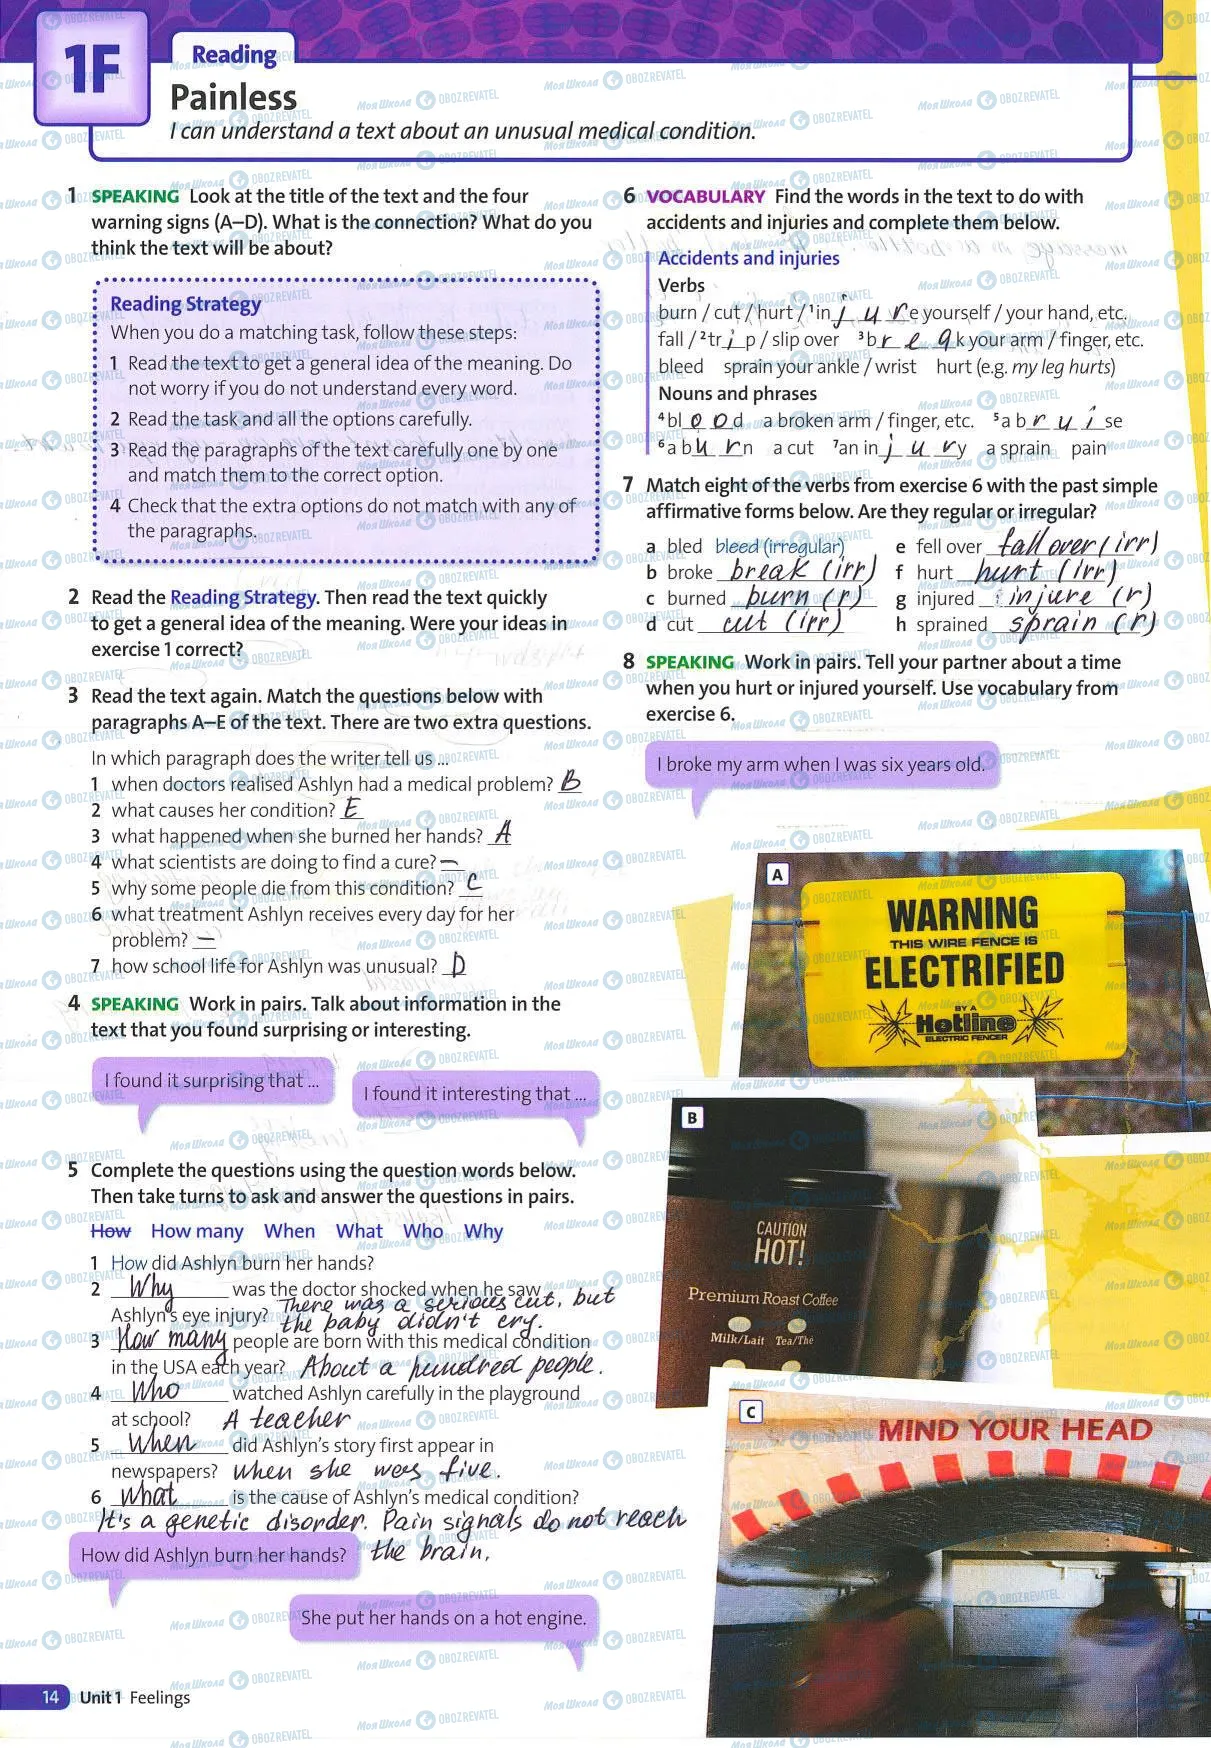 1F
Reading
Painless
I can understand a text about an unusual medical condition.
1 SPEAKING Look at the title of the text and the four
warning signs (A–D). What is the connection? What do you
think the text will be about?
Reading Strategy
When you do a matching task, follow these steps:
1 Read the text to get a general idea of the meaning. Do
not worry if you do not understand every word.
2 Read the task and all the options carefully.
3 Read the paragraphs of the text carefully one by one
and match them to the correct option.
4 Check that the extra options do not match with any of
the paragraphs.
2 Read the Reading Strategy. Then read the text quickly
to get a general idea of the meaning. Were your ideas in
exercise 1 correct?
3 Read the text again. Match the questions below with
paragraphs A–E of the text. There are two extra questions.
In which paragraph does the writer tell us ...
1 when doctors realised Ashlyn had a medical problem? B
2 what causes her condition? E
3 what happened when she burned her hands? A
4 what scientists are doing to find a cure? —
5 why some people die from this condition? C
6 what treatment Ashlyn receives every day for her
problem? —
7 how school life for Ashlyn was unusual? D
4 SPEAKING Work in pairs. Talk about information in the
text that you found surprising or interesting.
I found it surprising that ...
I found it interesting that ...
5 Complete the questions using the question words below.
Then take turns to ask and answer the questions in pairs.
How How many When What Who Why
1 How did Ashlyn burn her hands?
2 Why was the doctor shocked when he saw
Ashlyn's eye injury? There was a serious cut, but
the baby didn't cry.
3 How many people are born with this medical condition
in the USA each year? About a hundred people.
4 Who watched Ashlyn carefully in the playground
at school? A teacher
5 When did Ashlyn's story first appear in
newspapers? When she was five.
6 What is the cause of Ashlyn's medical condition?
It's a genetic disorder. Pain signals do not reach
the brain.
How did Ashlyn burn her hands?
She put her hands on a hot engine.
14 Unit 1 Feelings
6 VOCABULARY Find the words in the text to do with
accidents and injuries and complete them below.
Accidents and injuries
Verbs
burn / cut / hurt / 1 injure yourself / your hand, etc.
fall / 2 trip / slip over 3 break your arm / finger, etc.
bleed sprain your ankle / wrist hurt (e.g. my leg hurts)
Nouns and phrases
4 blood a broken arm / finger, etc. 5 a bruise
6 a burn a cut 7 an injury a sprain pain
7 Match eight of the verbs from exercise 6 with the past simple
affirmative forms below. Are they regular or irregular?
a bled bleed (irregular)
b broke break (irr)
c burned burn (r)
d cut cut (irr)
e fell over fall over (irr)
f hurt hurt (irr)
g injured injure (r)
h sprained sprain (r)
8 SPEAKING Work in pairs. Tell your partner about a time
when you hurt or injured yourself. Use vocabulary from
exercise 6.
I broke my arm when I was six years old.
A
WARNING
THIS WIRE FENCE IS
ELECTRIFIED
BY A
Hotline
ELECTRIC FENCER
B
CAUTION
HOT!
Premium Roast Coffee
Milk/Lait Tea/Thé
C
MIND YOUR HEAD
Моя Школа OBOZREVATEL